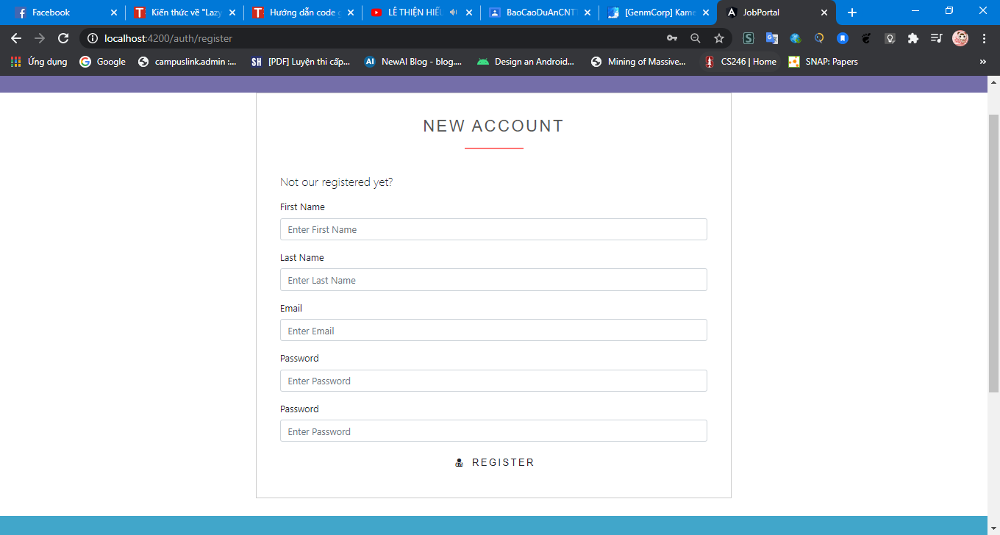 Facebook
Kiến thức về "Lazy
Hướng dẫn code g
LÊ THIỆN HIẾU
BaoCaoDuAnCNT
[GenmCorp] Kame
JobPortal
localhost:4200/auth/register
Ứng dụng
Google
campuslink.admin :...
SH
[PDF] Luyện thi cấp...
AI
NewAI Blog - blog....
Design an Android...
Mining of Massive...
CS246 | Home
SNAP: Papers
»
NEW ACCOUNT
Not our registered yet?
First Name
Enter First Name
Last Name
Enter Last Name
Email
Enter Email
Password
Enter Password
Password
Enter Password
REGISTER